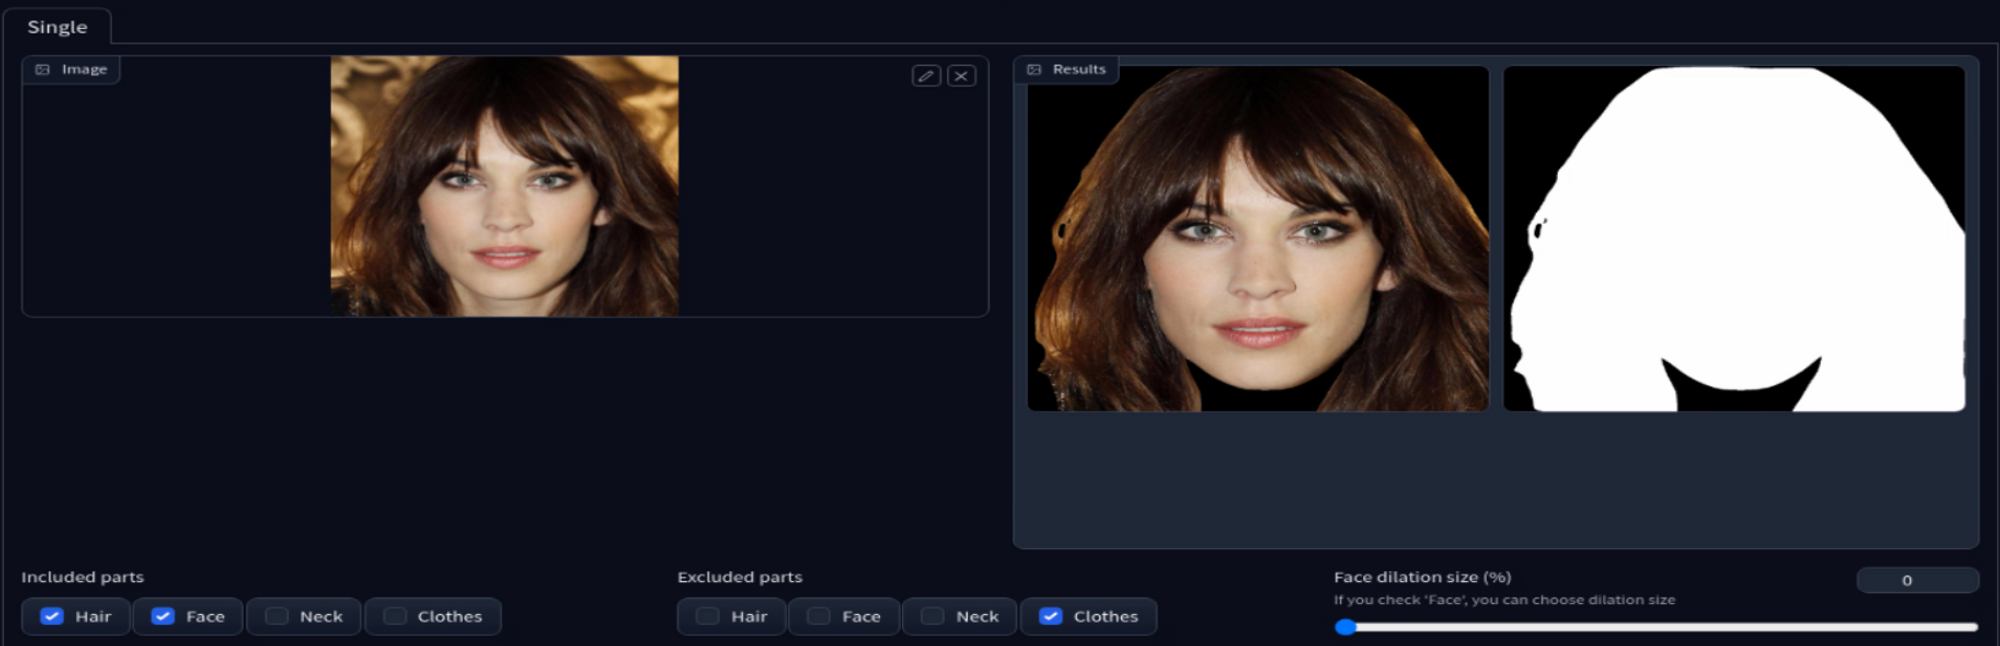 Single
Image
Results
Included parts
Hair Face Neck Clothes
Excluded parts
Hair Face Neck Clothes
Face dilation size (%)
0
If you check 'Face', you can choose dilation size